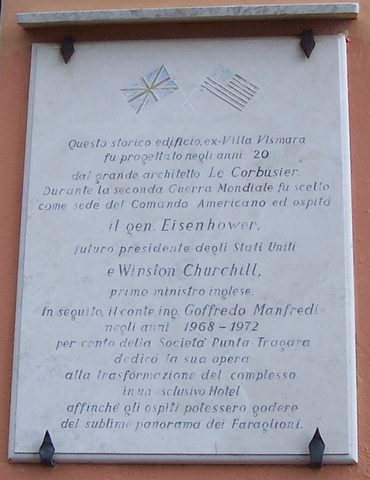 Questo storico edificio, ex-Villa Vismara
fu progettato negli anni '20
dal grande architetto Le Corbusier.
Durante la seconda Guerra Mondiale fu scelto
come sede del Comando Americano ed ospitò
il gen. Eisenhower,
futuro presidente degli Stati Uniti
e Winston Churchill,
primo ministro inglese.
In seguito, il conte ing. Goffredo Manfredi
negli anni 1968 - 1972
per conto della Società Punta Tragara
dedicò la sua opera
alla trasformazione del complesso
in un esclusivo Hotel
affinchè gli ospiti potessero godere
del sublime panorama dei Faraglioni.